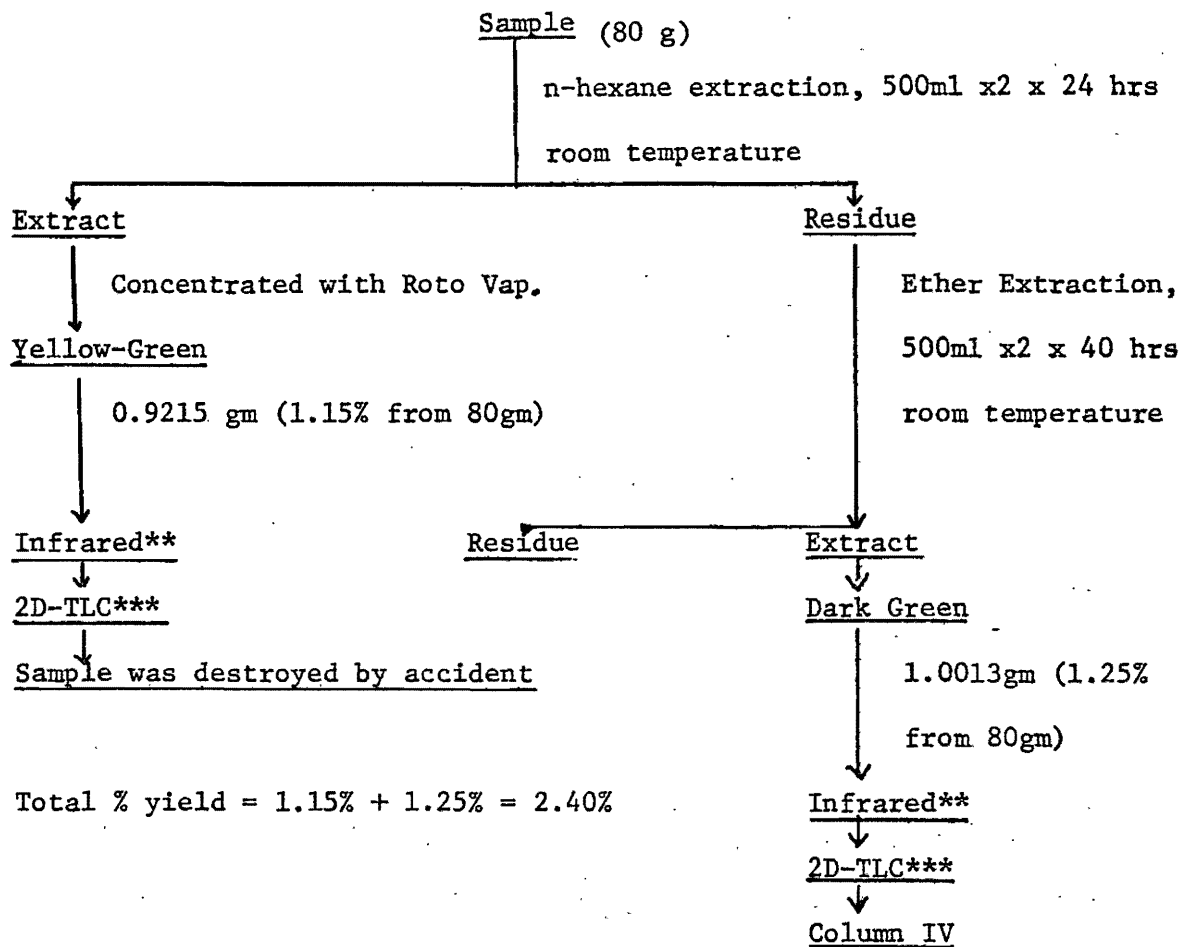 Sample (80 g)
n-hexane extraction, 500ml x2 x 24 hrs
room temperature
Extract
Residue
Concentrated with Roto Vap.
Yellow-Green
0.9215 gm (1.15% from 80gm)
Ether Extraction,
500ml x2 x 40 hrs
room temperature
Infrared**
2D-TLC***
Sample was destroyed by accident
Residue
Extract
Dark Green
1.0013gm (1.25%
from 80gm)
Infrared**
2D-TLC***
Column IV
Total % yield = 1.15% + 1.25% = 2.40%